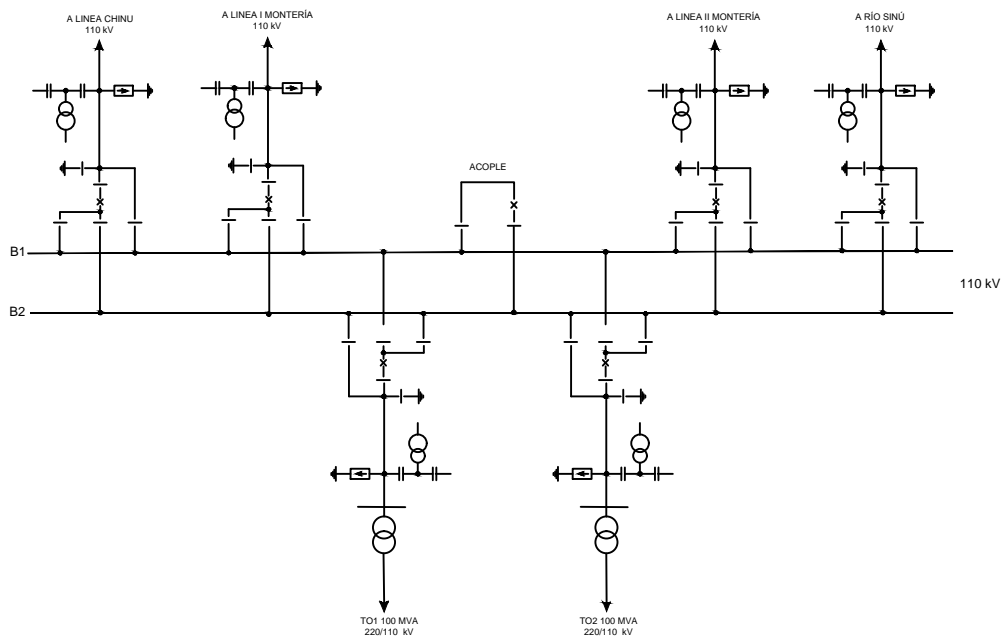 A LINEA CHINU
110 kV
A LINEA I MONTERÍA
110 kV
A LINEA II MONTERÍA
110 kV
A RÍO SINÚ
110 kV
ACOPLE
B1
110 kV
B2
TO1 100 MVA
220/110 kV
TO2 100 MVA
220/110 kV